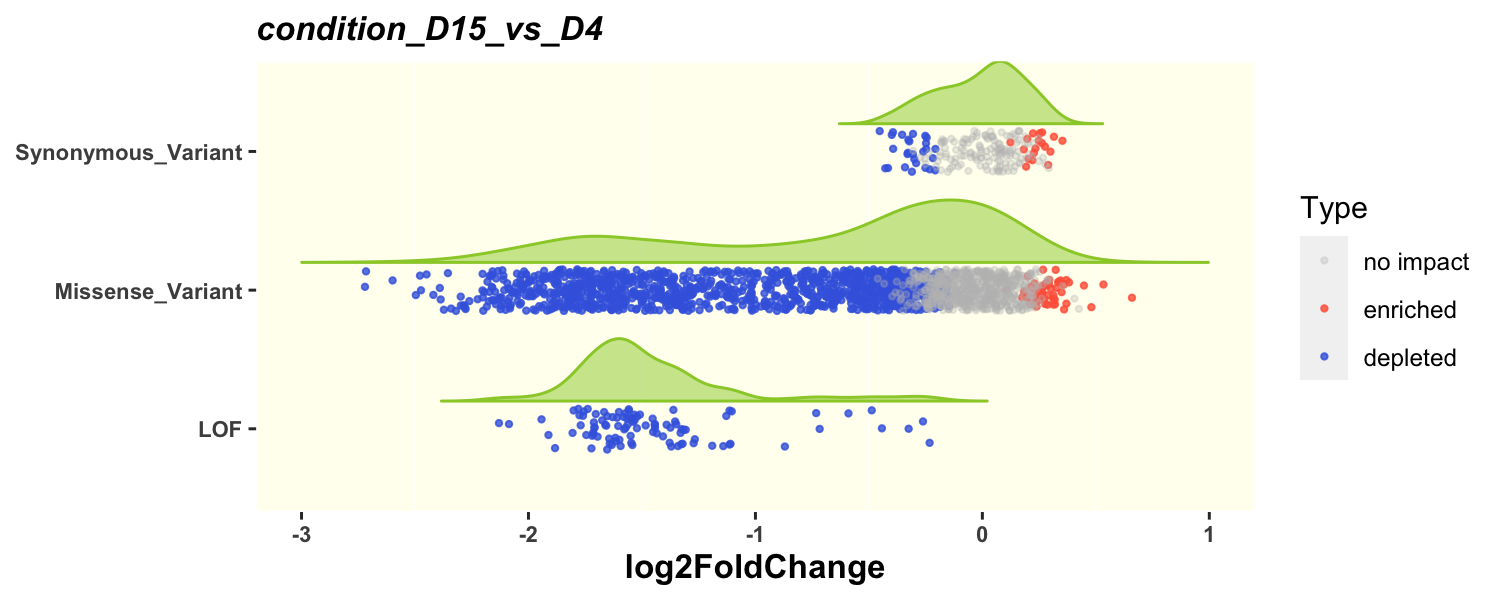 condition_D15_vs_D4
Synonymous_Variant
Missense_Variant
LOF
-3 -2 -1 0 1
log2FoldChange
Type
no impact
enriched
depleted